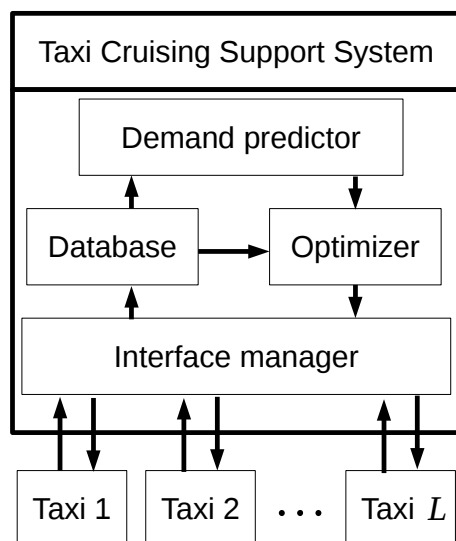 Taxi Cruising Support System
Demand predictor
Database
Optimizer
Interface manager
Taxi 1
Taxi 2
...
Taxi L